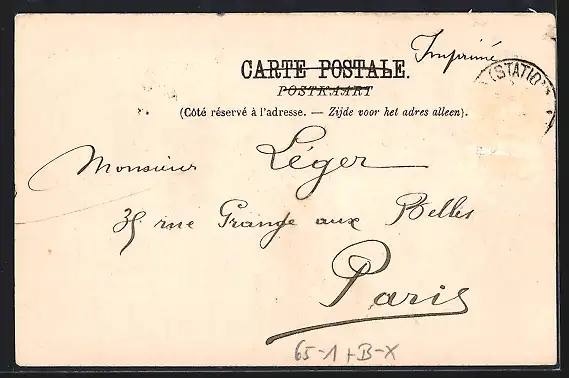 Imprimé
CARTE POSTALE.
POSTKAART
(STATIO
(Côté réservé à l'adresse. — Zijde voor het adres alleen).
Monsieur Léger
35 rue Grange aux Belles
Paris
65-1+B-X